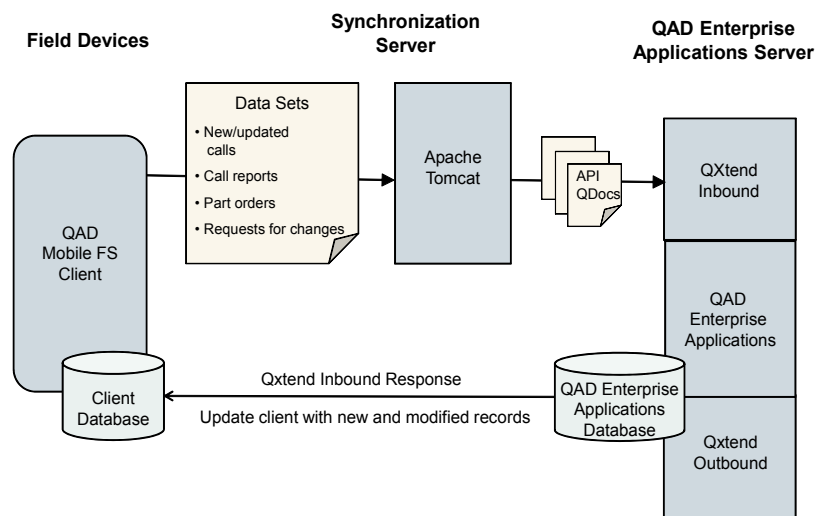 Field Devices
Synchronization
Server
QAD Enterprise
Applications Server
Data Sets
• New/updated
calls
• Call reports
• Part orders
• Requests for changes
Apache
Tomcat
API
QDocs
QXtend
Inbound
QAD
Mobile FS
Client
QAD
Enterprise
Applications
Client
Database
Qxtend Inbound Response
Update client with new and modified records
QAD Enterprise
Applications
Database
Qxtend
Outbound